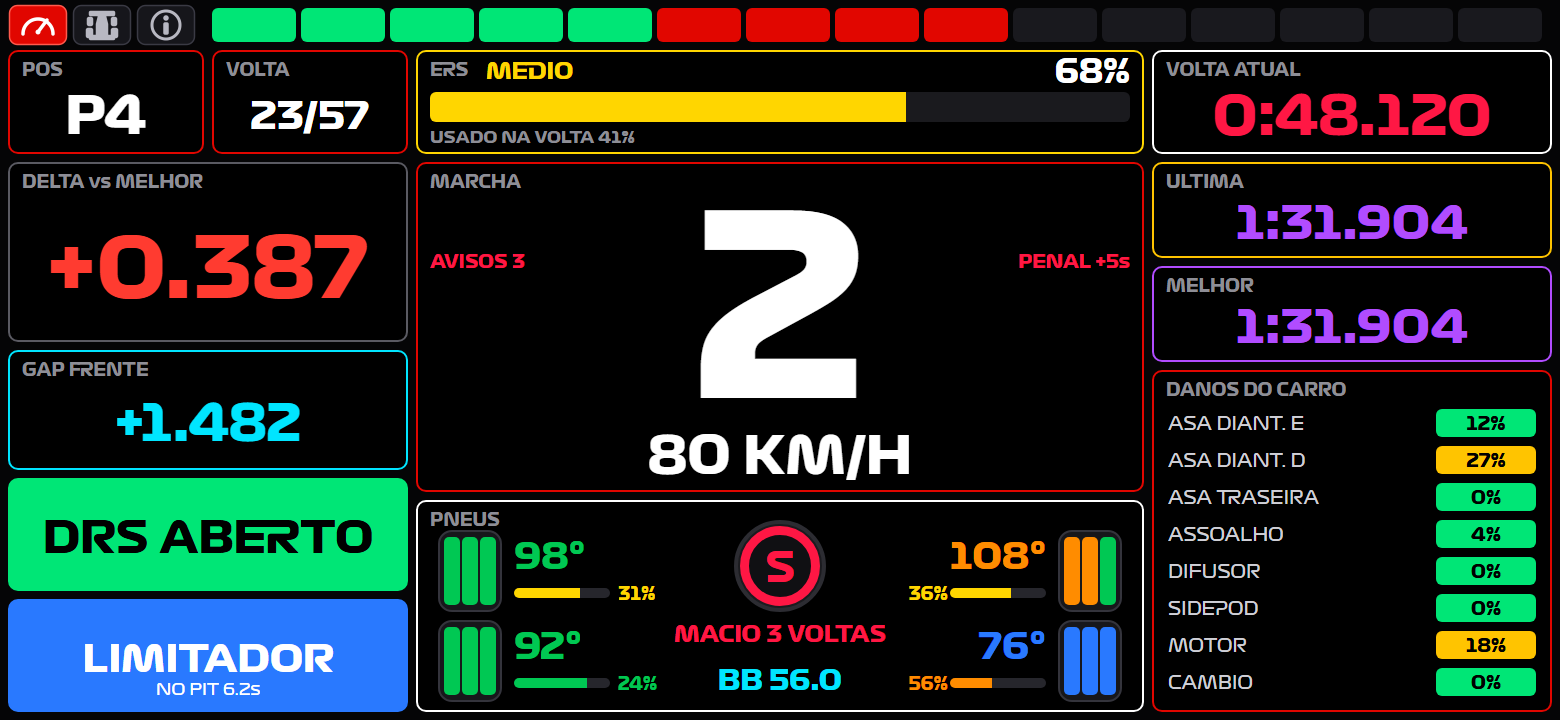 POS
P4
VOLTA
23/57
ERS MEDIO 68%
USADO NA VOLTA 41%
VOLTA ATUAL
0:48.120
DELTA vs MELHOR
+0.387
MARCHA
2
AVISOS 3
PENAL +5s
80 KM/H
ULTIMA
1:31.904
MELHOR
1:31.904
GAP FRENTE
+1.482
DRS ABERTO
LIMITADOR
NO PIT 6.2s
PNEUS
98°
31%
S
108°
36%
MACIO 3 VOLTAS
92°
24%
BB 56.0
76°
56%
DANOS DO CARRO
ASA DIANT. E 12%
ASA DIANT. D 27%
ASA TRASEIRA 0%
ASSOALHO 4%
DIFUSOR 0%
SIDEPOD 0%
MOTOR 18%
CAMBIO 0%